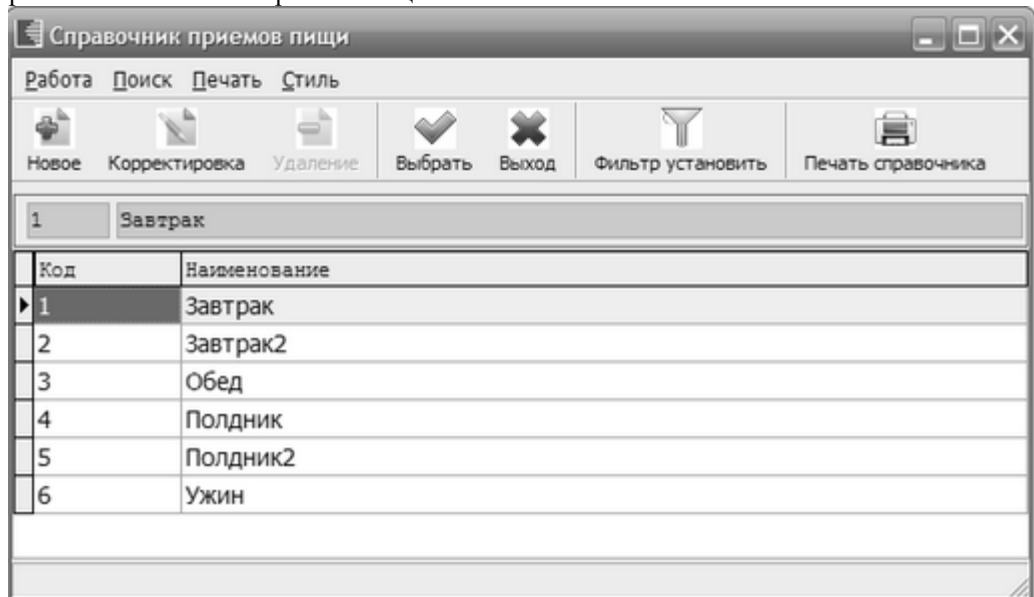 Справочник приемов пищи
Работа Поиск Печать Стиль
Новое Корректировка Удаление Выбрать Выход Фильтр установить Печать справочника
1 Завтрак
Код Наименование
1 Завтрак
2 Завтрак2
3 Обед
4 Полдник
5 Полдник2
6 Ужин